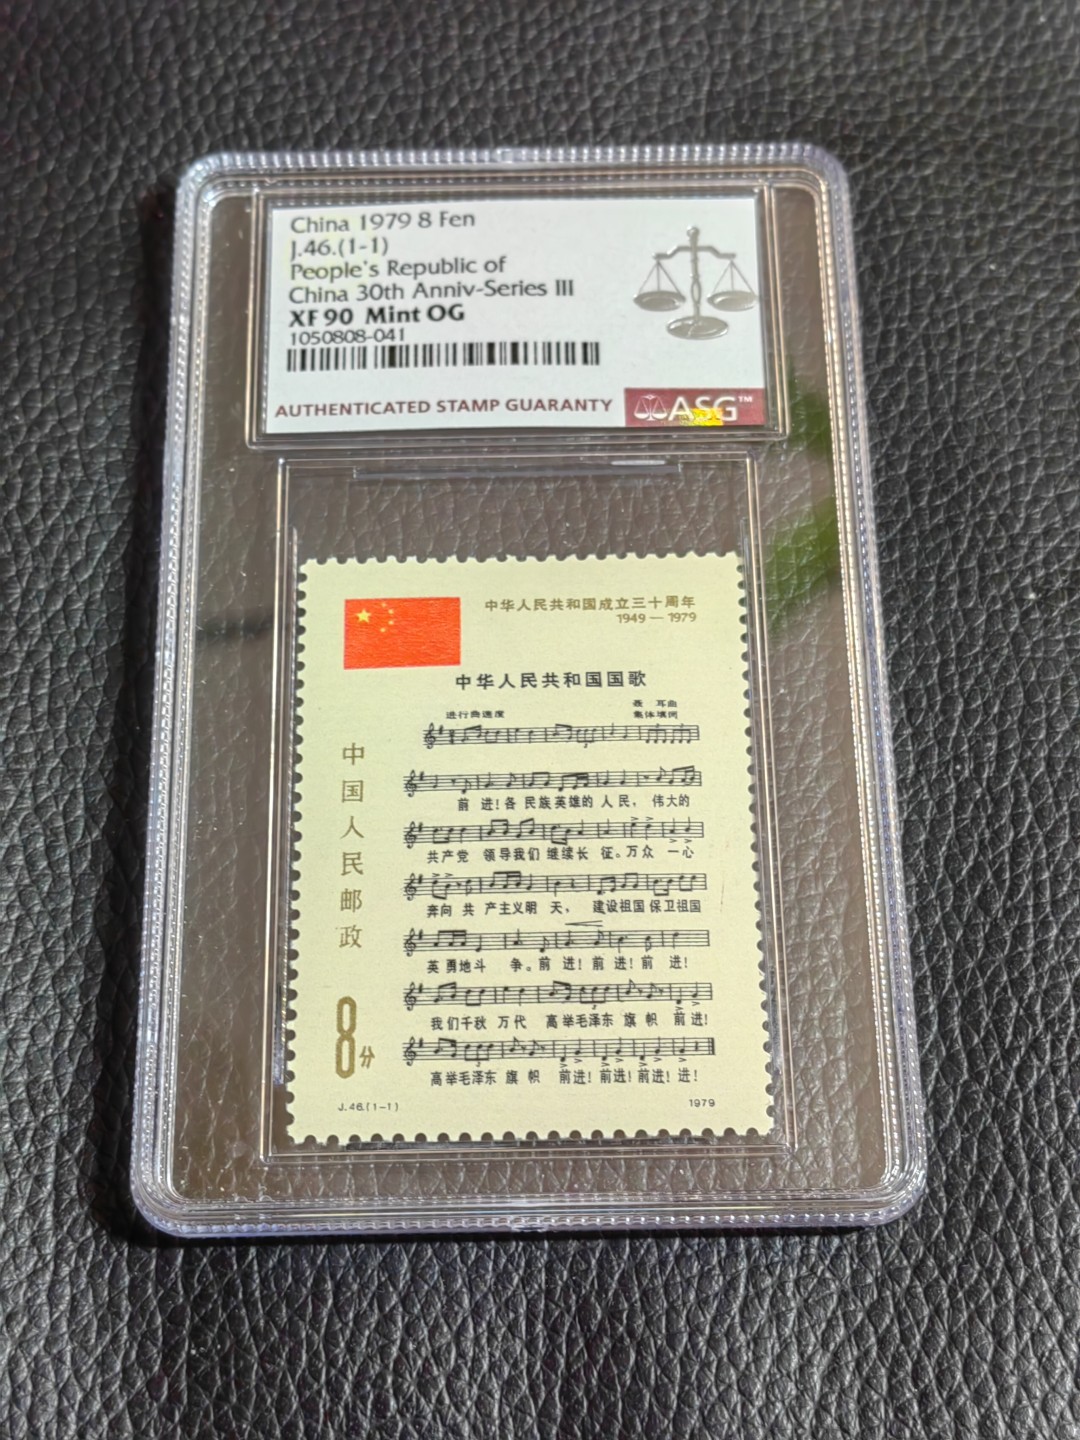 China 1979 8 Fen
J.46.(1-1)
People's Republic of
China 30th Anniv-Series III
XF 90 Mint OG
1050808-041
AUTHENTICATED STAMP GUARANTY
ASG™
中华人民共和国成立三十周年
1949—1979
中华人民共和国国歌
进行曲速度
聂 耳曲
集体填词
前 进!各 民族英雄的 人 民, 伟大的
共产党 领导我们 继续长 征。万众 一心
奔向 共 产主义明 天, 建设祖国 保卫祖国
英 勇地斗 争。前 进! 前 进! 前 进!
我们千秋 万代 高举毛泽东 旗 帜 前进!
高举毛泽东 旗 帜 前进! 前进! 前进! 进!
中国人民邮政
8分
J.46.(1-1)
1979